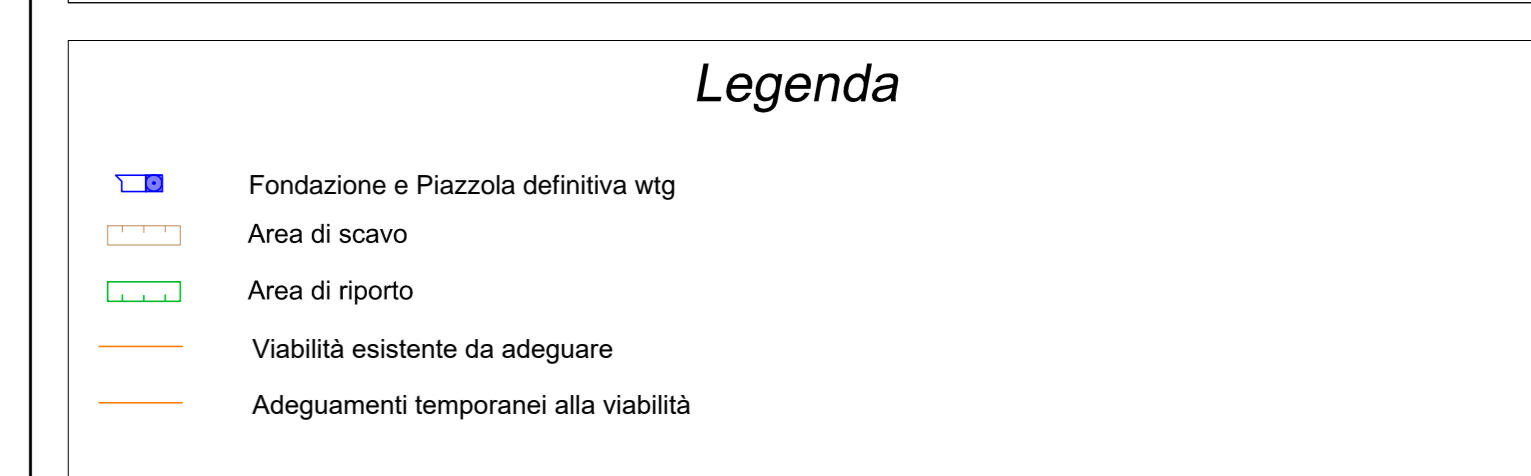 Legenda
Fondazione e Piazzola definitiva wtg
Area di scavo
Area di riporto
Viabilità esistente da adeguare
Adeguamenti temporanei alla viabilità